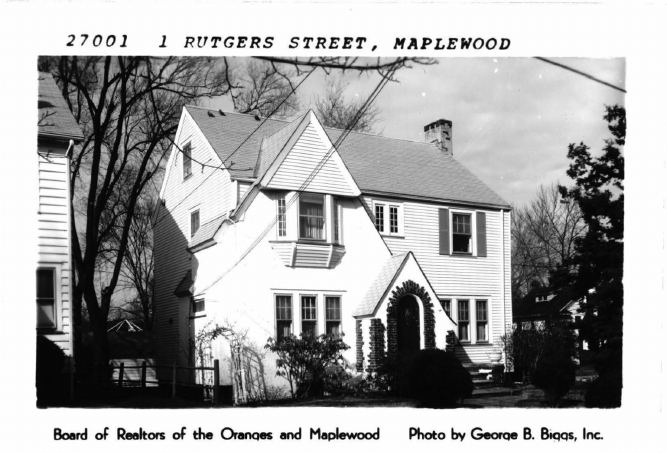 27001 1 RUTGERS STREET, MAPLEWOOD
Board of Realtors of the Oranges and Maplewood Photo by George B. Biggs, Inc.